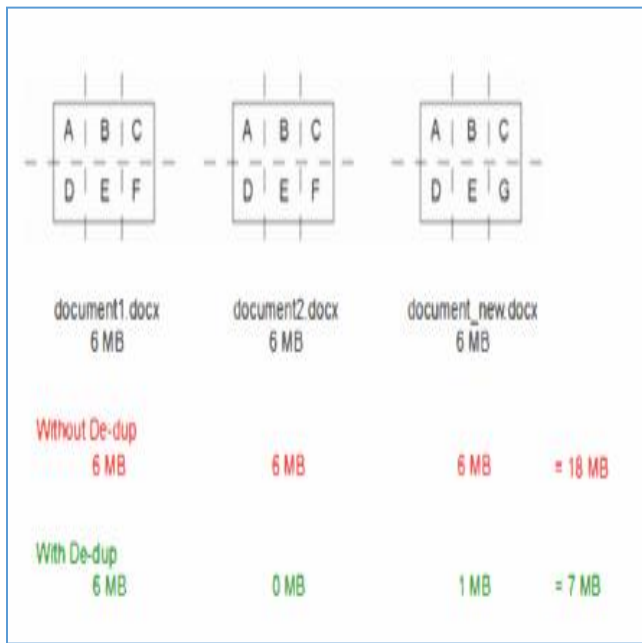 A B C A B C A B C
D E F D E F D E G
document1.docx document2.docx document_new.docx
6 MB 6 MB 6 MB
Without De-dup
6 MB 6 MB 6 MB = 18 MB
With De-dup
6 MB 0 MB 1 MB = 7 MB